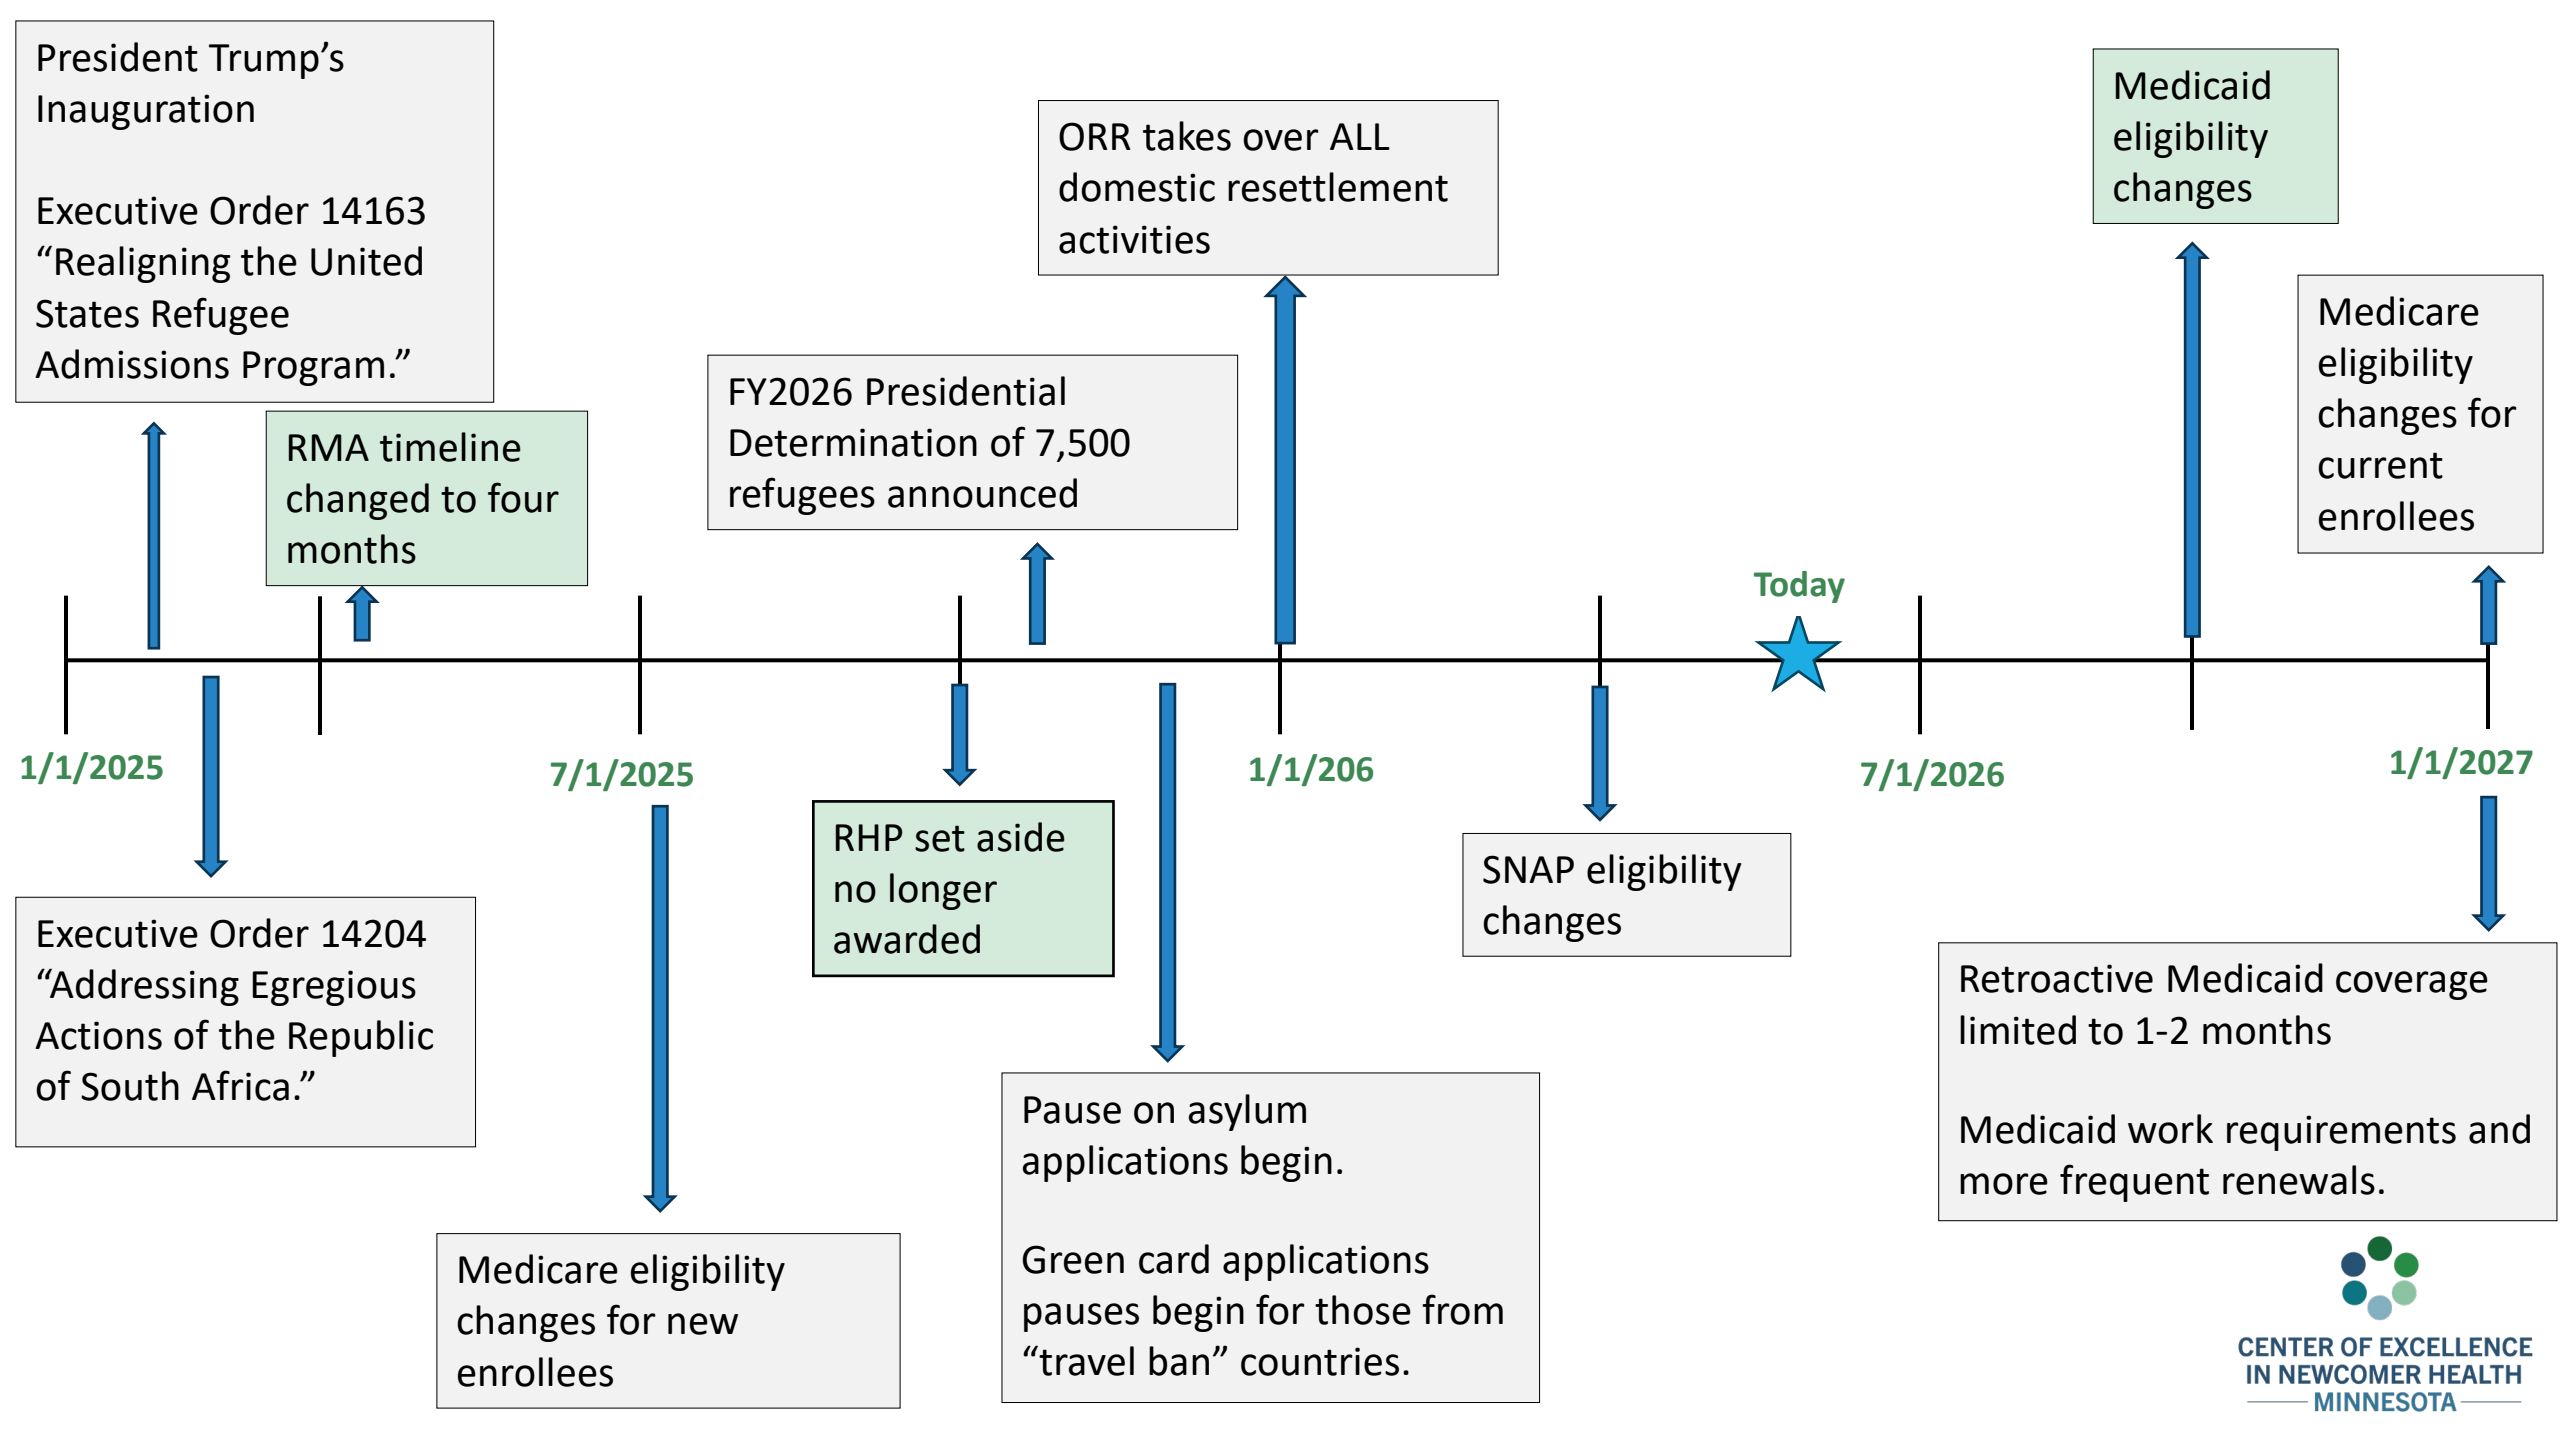 President Trump’s
Inauguration
Executive Order 14163
“Realigning the United
States Refugee
Admissions Program.”
RMA timeline
changed to four
months
FY2026 Presidential
Determination of 7,500
refugees announced
ORR takes over ALL
domestic resettlement
activities
Medicaid
eligibility
changes
Medicare
eligibility
changes for
current
enrollees
Today
1/1/2025
7/1/2025
1/1/206
7/1/2026
1/1/2027
Executive Order 14204
“Addressing Egregious
Actions of the Republic
of South Africa.”
Medicare eligibility
changes for new
enrollees
RHP set aside
no longer
awarded
Pause on asylum
applications begin.
Green card applications
pauses begin for those from
“travel ban” countries.
SNAP eligibility
changes
Retroactive Medicaid coverage
limited to 1-2 months
Medicaid work requirements and
more frequent renewals.
CENTER OF EXCELLENCE
IN NEWCOMER HEALTH
MINNESOTA